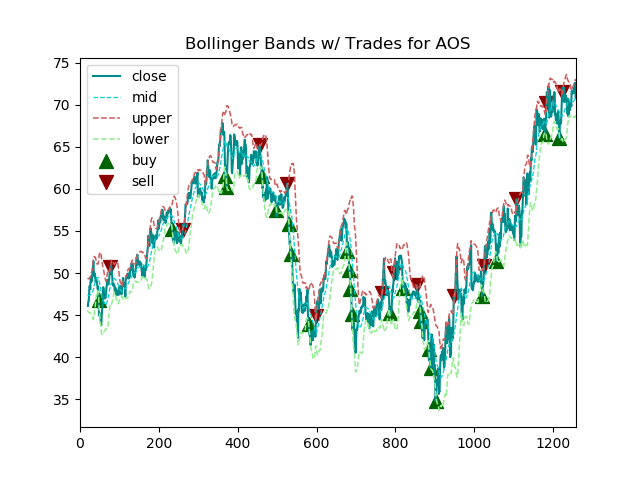 Bollinger Bands w/ Trades for AOS
close
mid
upper
lower
buy
sell
75
70
65
60
55
50
45
40
35
0 200 400 600 800 1000 1200